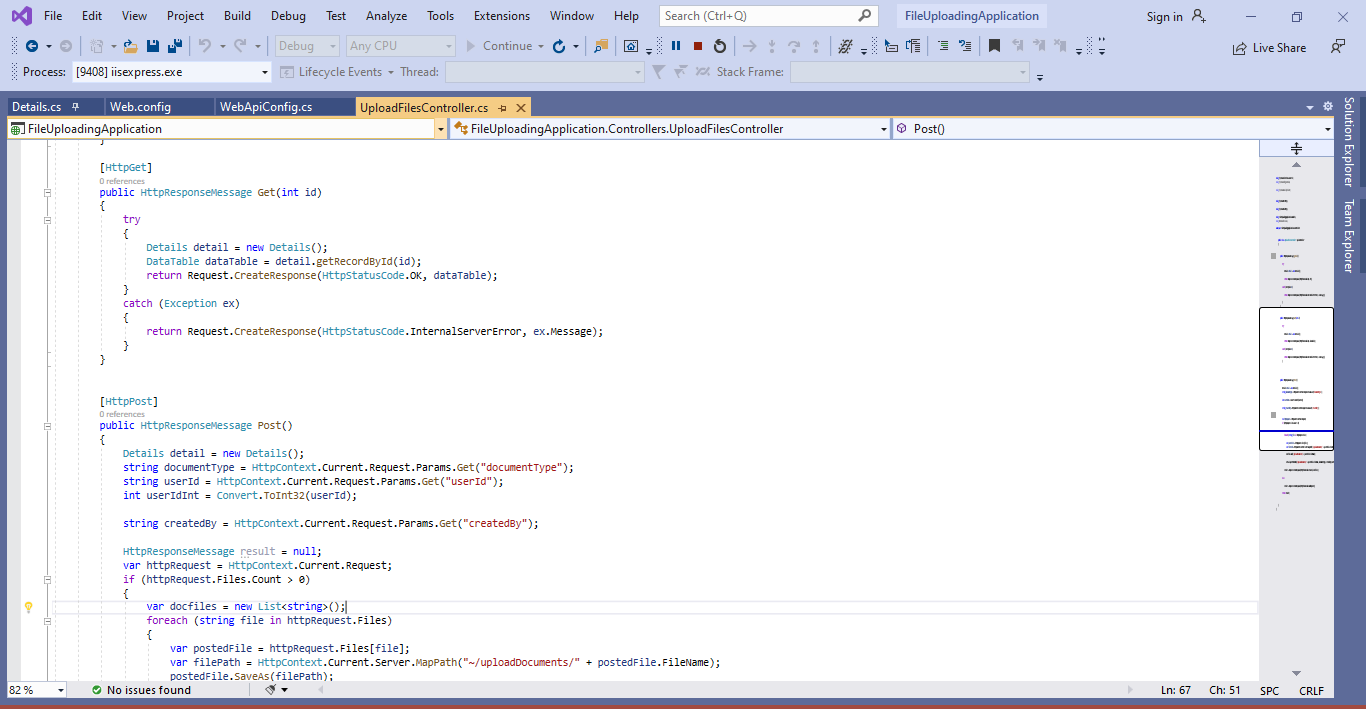 File Edit View Project Build Debug Test Analyze Tools Extensions Window Help Search (Ctrl+Q) FileUploadingApplication Sign in
Debug Any CPU Continue Live Share
Process: [9408] iisexpress.exe Lifecycle Events Thread: Stack Frame:
Details.cs Web.config WebApiConfig.cs UploadFilesController.cs
FileUploadingApplication FileUploadingApplication.Controllers.UploadFilesController Post()
}
[HttpGet]
0 references
public HttpResponseMessage Get(int id)
{
try
{
Details detail = new Details();
DataTable dataTable = detail.getRecordById(id);
return Request.CreateResponse(HttpStatusCode.OK, dataTable);
}
catch (Exception ex)
{
return Request.CreateResponse(HttpStatusCode.InternalServerError, ex.Message);
}
}
[HttpPost]
0 references
public HttpResponseMessage Post()
{
Details detail = new Details();
string documentType = HttpContext.Current.Request.Params.Get("documentType");
string userId = HttpContext.Current.Request.Params.Get("userId");
int userIdInt = Convert.ToInt32(userId);
string createdBy = HttpContext.Current.Request.Params.Get("createdBy");
HttpResponseMessage result = null;
var httpRequest = HttpContext.Current.Request;
if (httpRequest.Files.Count > 0)
{
var docfiles = new List<string>();
foreach (string file in httpRequest.Files)
{
var postedFile = httpRequest.Files[file];
var filePath = HttpContext.Current.Server.MapPath("~/uploadDocuments/" + postedFile.FileName);
postedFile.SaveAs(filePath);
Solution Explorer
Team Explorer
82 % No issues found Ln: 67 Ch: 51 SPC CRLF